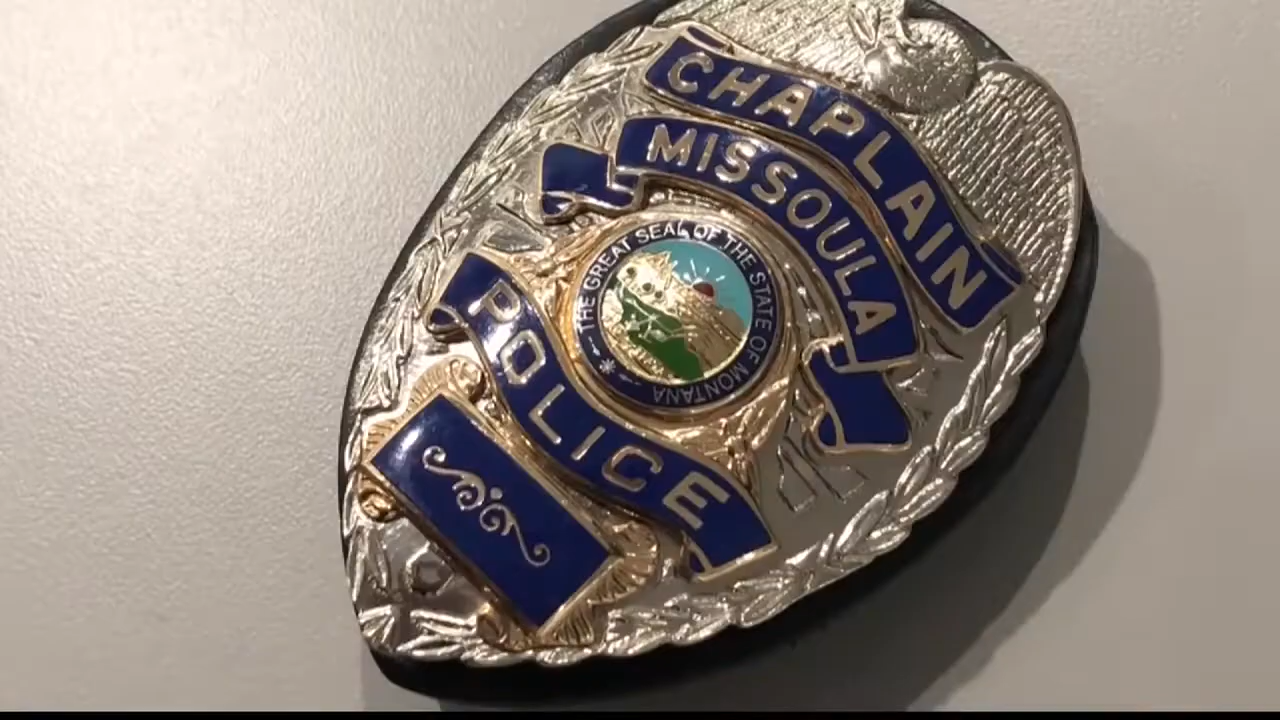 CHAPLAIN
MISSOULA
THE GREAT SEAL OF THE STATE OF MONTANA
POLICE